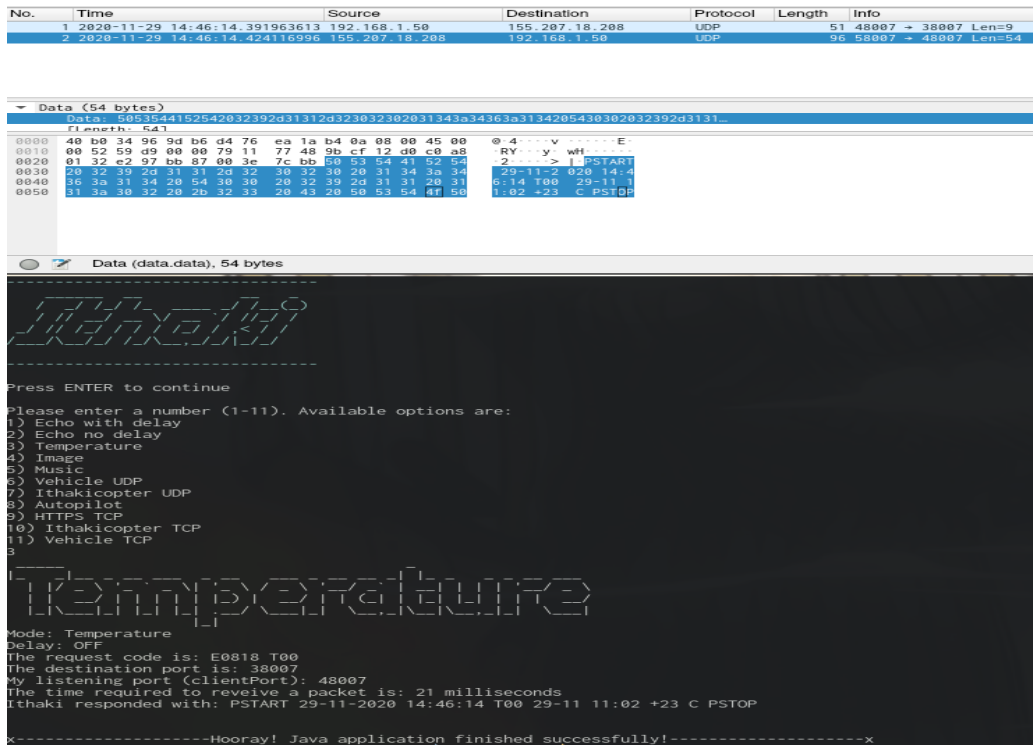 No. Time Source Destination Protocol Length Info
1 2020-11-29 14:46:14.391963613 192.168.1.50 155.207.18.208 UDP 51 48007 → 38007 Len=9
2 2020-11-29 14:46:14.424116996 155.207.18.208 192.168.1.50 UDP 96 58007 → 48007 Len=54
Data (54 bytes)
Data: 5053544152542032392d31312d323032302031343a34363a313420543030202032392d3131…
[Length: 54]
0000 40 b0 34 96 9d b6 d4 76 ea 1a b4 0a 08 00 45 00 @·4····v ······E·
0010 00 52 59 d9 00 00 79 11 77 48 9b cf 12 d0 c0 a8 ·RY···y· wH······
0020 01 32 e2 97 bb 87 00 3e 7c bb 50 53 54 41 52 54 ·2·····> |·PSTART
0030 20 32 39 2d 31 31 2d 32 30 32 30 20 31 34 3a 34 29-11-2 020 14:4
0040 36 3a 31 34 20 54 30 30 20 32 39 2d 31 31 20 31 6:14 T00 29-11 1
0050 31 3a 30 32 20 2b 32 33 20 43 20 50 53 54 4f 50 1:02 +23 C PSTOP
Data (data.data), 54 bytes
Ithaki
Press ENTER to continue
Please enter a number (1-11). Available options are:
1) Echo with delay
2) Echo no delay
3) Temperature
4) Image
5) Music
6) Vehicle UDP
7) Ithakicopter UDP
8) Autopilot
9) HTTPS TCP
10) Ithakicopter TCP
11) Vehicle TCP
3
Temperature
Mode: Temperature
Delay: OFF
The request code is: E0818 T00
The destination port is: 38007
My listening port (clientPort): 48007
The time required to reveive a packet is: 21 milliseconds
Ithaki responded with: PSTART 29-11-2020 14:46:14 T00 29-11 11:02 +23 C PSTOP
x--------------------Hooray! Java application finished successfully!--------------------x